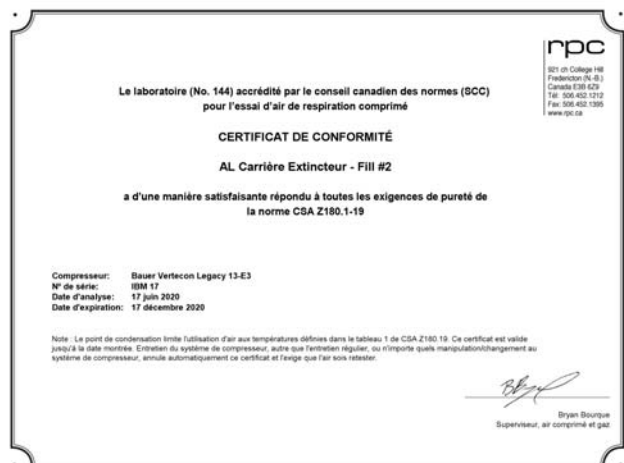 rpc
921 ch College Hill
Fredericton (N.-B.)
Canada E3B 6Z9
Tél: 506.452.1212
Fax: 506.452.1395
www.rpc.ca
Le laboratoire (No. 144) accrédité par le conseil canadien des normes (SCC)
pour l'essai d'air de respiration comprimé
CERTIFICAT DE CONFORMITÉ
AL Carrière Extincteur - Fill #2
a d'une manière satisfaisante répondu à toutes les exigences de pureté de
la norme CSA Z180.1-19
Compresseur: Bauer Vertecon Legacy 13-E3
Nº de série: IBM 17
Date d'analyse: 17 juin 2020
Date d'expiration: 17 décembre 2020
Note : Le point de condensation limite l'utilisation d'air aux températures définies dans le tableau 1 de CSA Z180.19. Ce certificat est valide
jusqu'à la date montrée. Entretien du système de compresseur, autre que l'entretien régulier, ou n'importe quels manipulation/changement au
système de compresseur, annule automatiquement ce certificat et l'exige que l'air sois retester.
Bryan Bourque
Superviseur, air comprimé et gaz